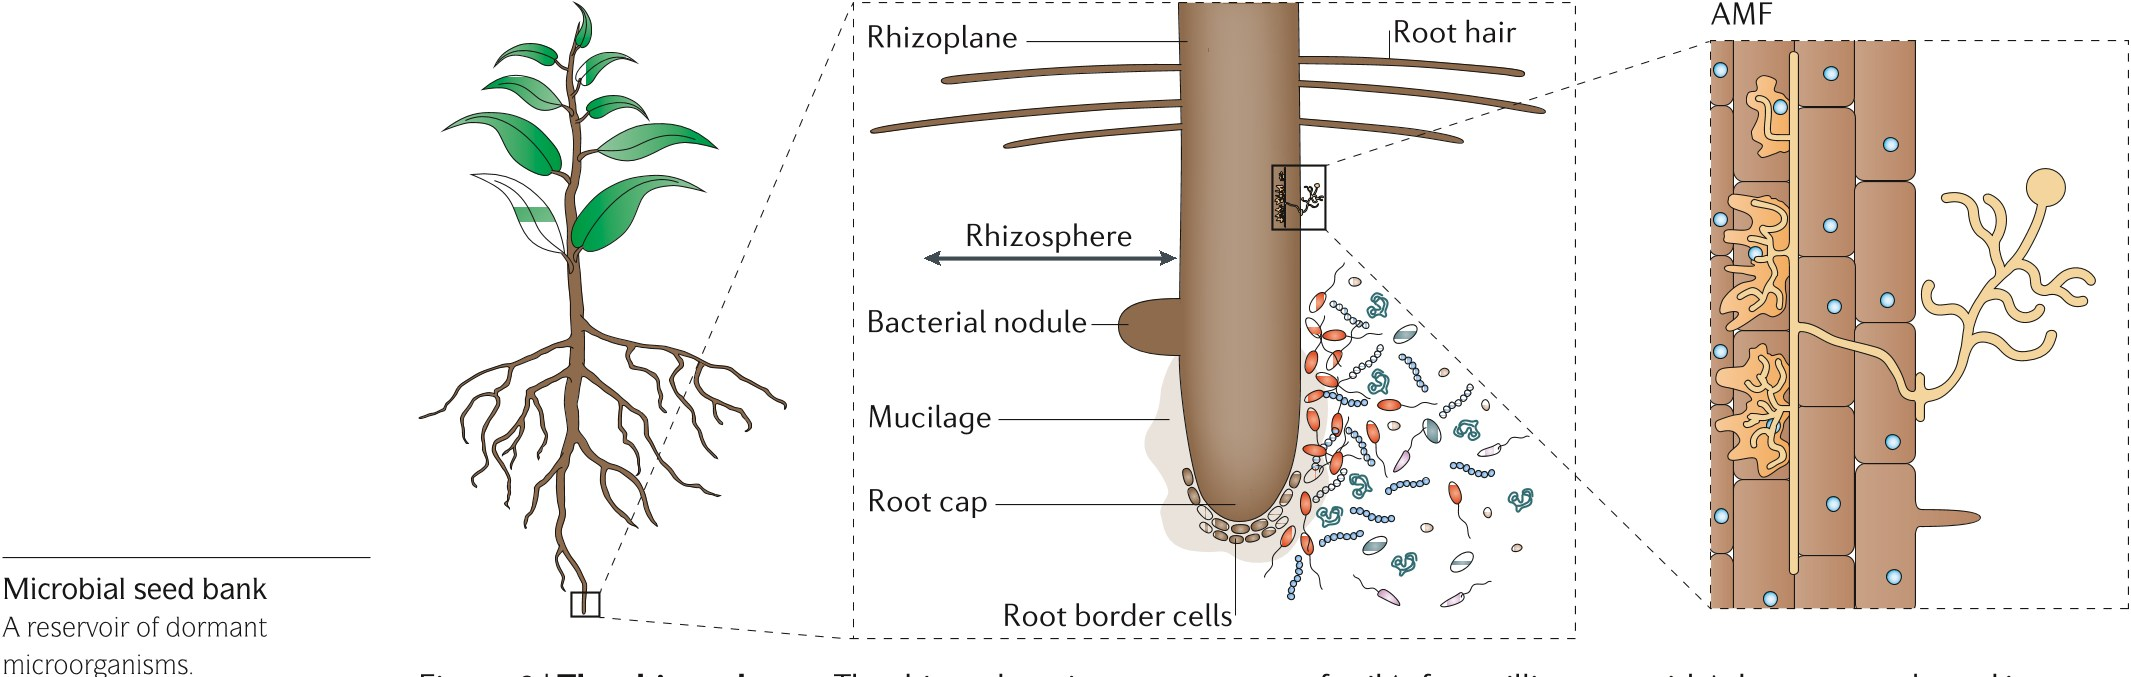 AMF
Rhizoplane
Root hair
Rhizosphere
Bacterial nodule
Mucilage
Root cap
Root border cells
Microbial seed bank
A reservoir of dormant
microorganisms.